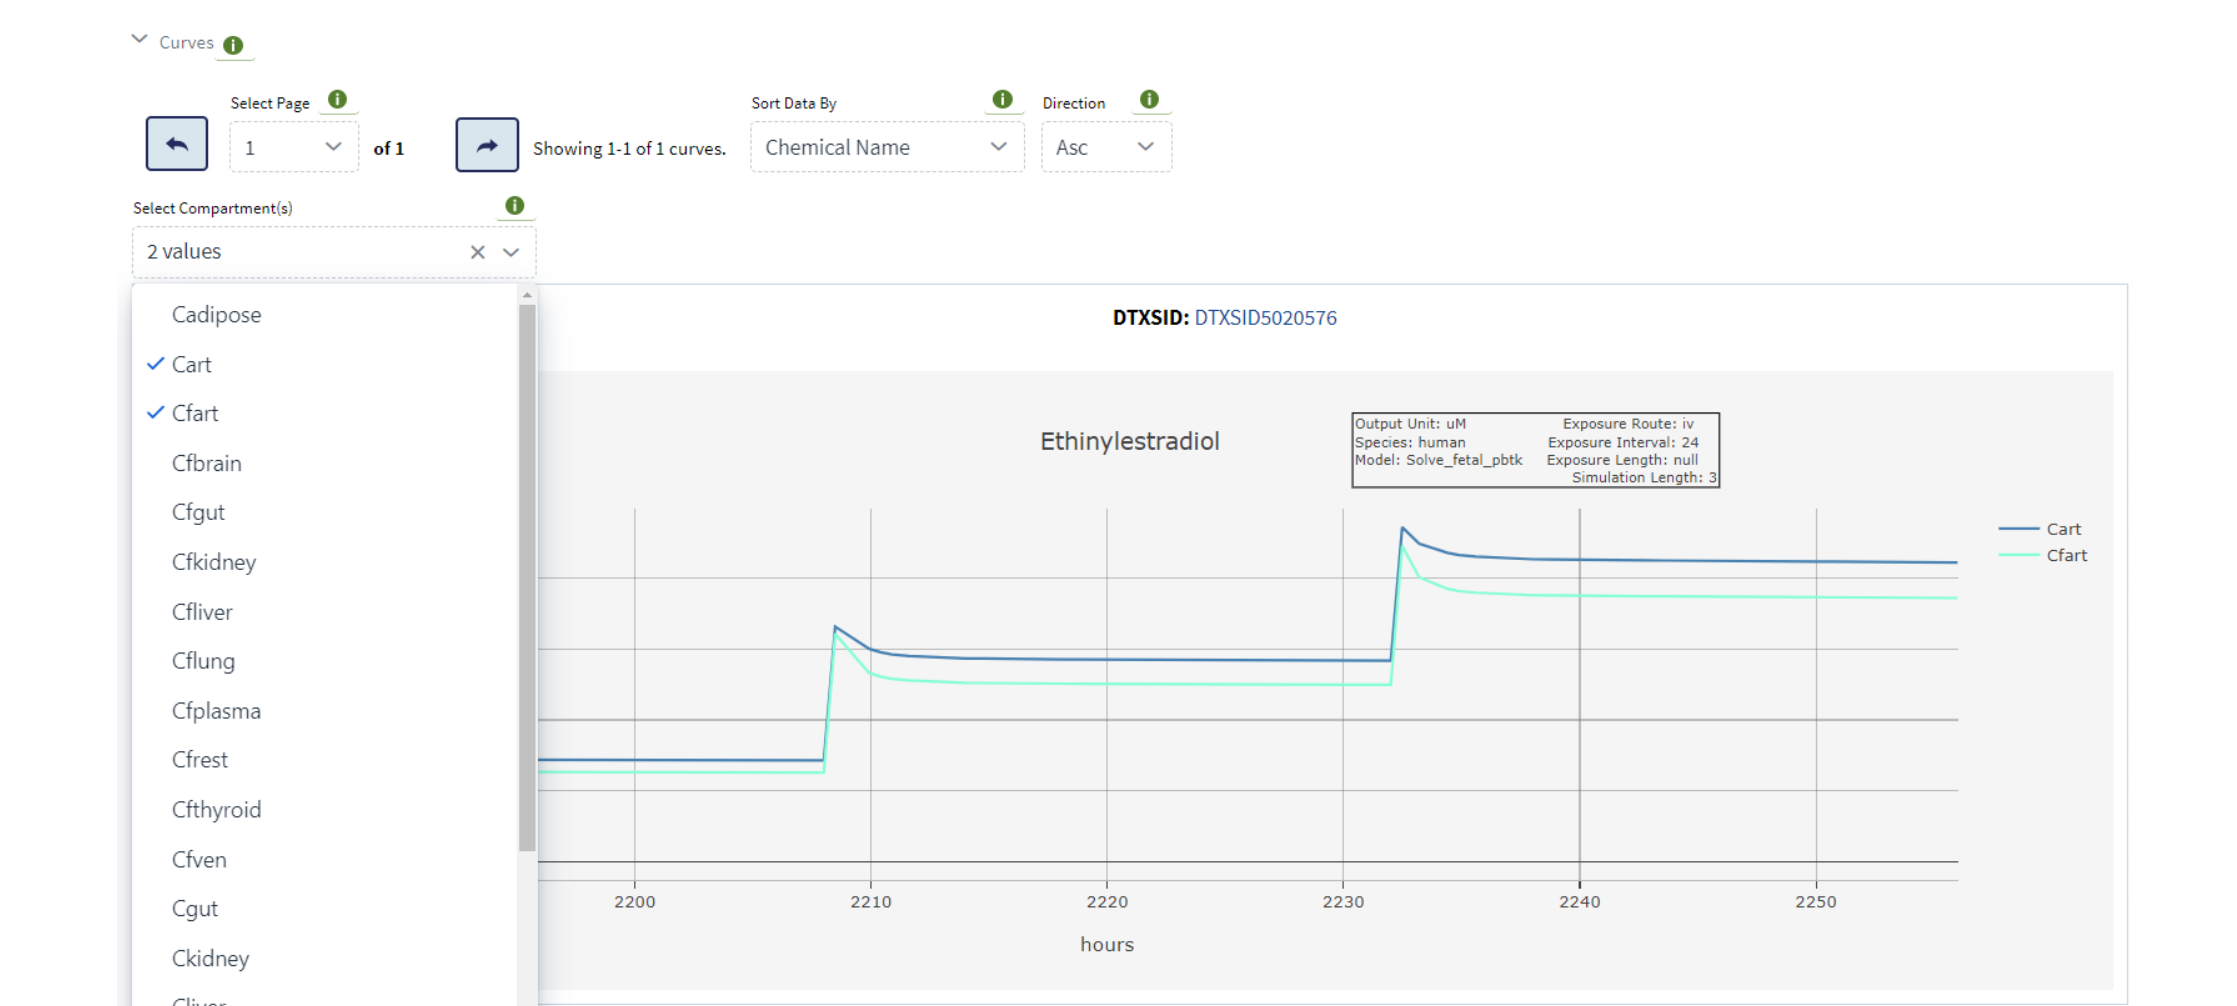 Curves
Select Page
Sort Data By
Direction
1
of 1
Showing 1-1 of 1 curves.
Chemical Name
Asc
Select Compartment(s)
2 values
Cadipose
Cart
Cfart
Cfbrain
Cfgut
Cfkidney
Cfliver
Cflung
Cfplasma
Cfrest
Cfthyroid
Cfven
Cgut
Ckidney
Cliver
DTXSID: DTXSID5020576
Ethinylestradiol
Output Unit: uM Exposure Route: iv
Species: human Exposure Interval: 24
Model: Solve_fetal_pbtk Exposure Length: null
Simulation Length: 3
Cart
Cfart
2200 2210 2220 2230 2240 2250
hours